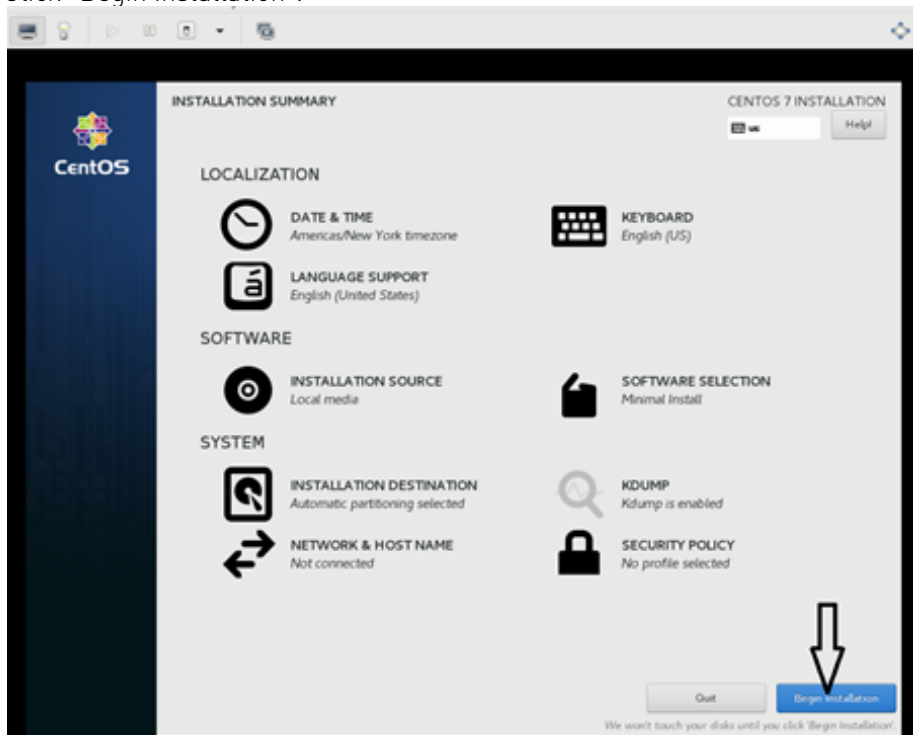 INSTALLATION SUMMARY
CENTOS 7 INSTALLATION
us
Help!
CentOS
LOCALIZATION
DATE & TIME
Americas/New York timezone
KEYBOARD
English (US)
LANGUAGE SUPPORT
English (United States)
SOFTWARE
INSTALLATION SOURCE
Local media
SOFTWARE SELECTION
Minimal Install
SYSTEM
INSTALLATION DESTINATION
Automatic partitioning selected
KDUMP
Kdump is enabled
NETWORK & HOST NAME
Not connected
SECURITY POLICY
No profile selected
Quit
Begin Installation
We won't touch your disks until you click 'Begin Installation'.